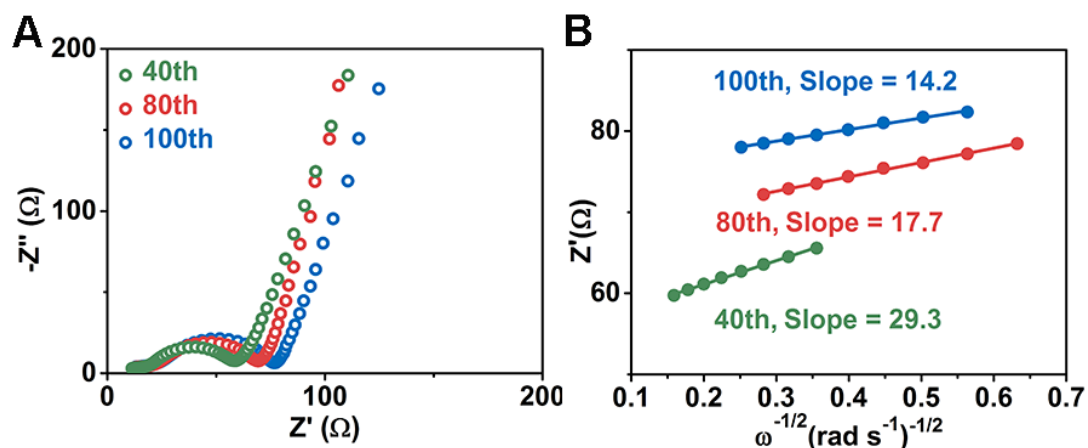 A
200
40th
80th
100th
-Z'' (Ω)
100
0
0
100
200
Z' (Ω)
B
100th, Slope = 14.2
80
80th, Slope = 17.7
Z'(Ω)
60
40th, Slope = 29.3
0.1 0.2 0.3 0.4 0.5 0.6 0.7
ω-1/2(rad s-1)-1/2